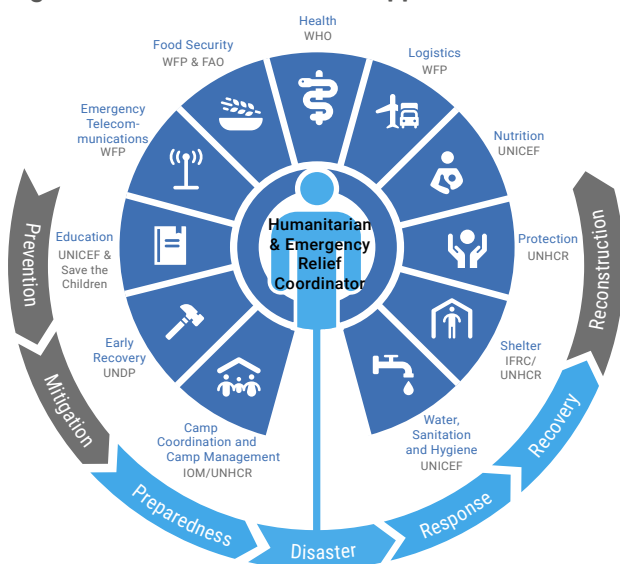 Health
WHO
Food Security
WFP & FAO
Logistics
WFP
Emergency
Telecom-
munications
WFP
Nutrition
UNICEF
Education
UNICEF &
Save the
Children
Humanitarian
& Emergency
Relief
Coordinator
Protection
UNHCR
Early
Recovery
UNDP
Shelter
IFRC/
UNHCR
Camp
Coordination and
Camp Management
IOM/UNHCR
Water,
Sanitation
and Hygiene
UNICEF
Prevention
Mitigation
Preparedness
Disaster
Response
Recovery
Reconstruction